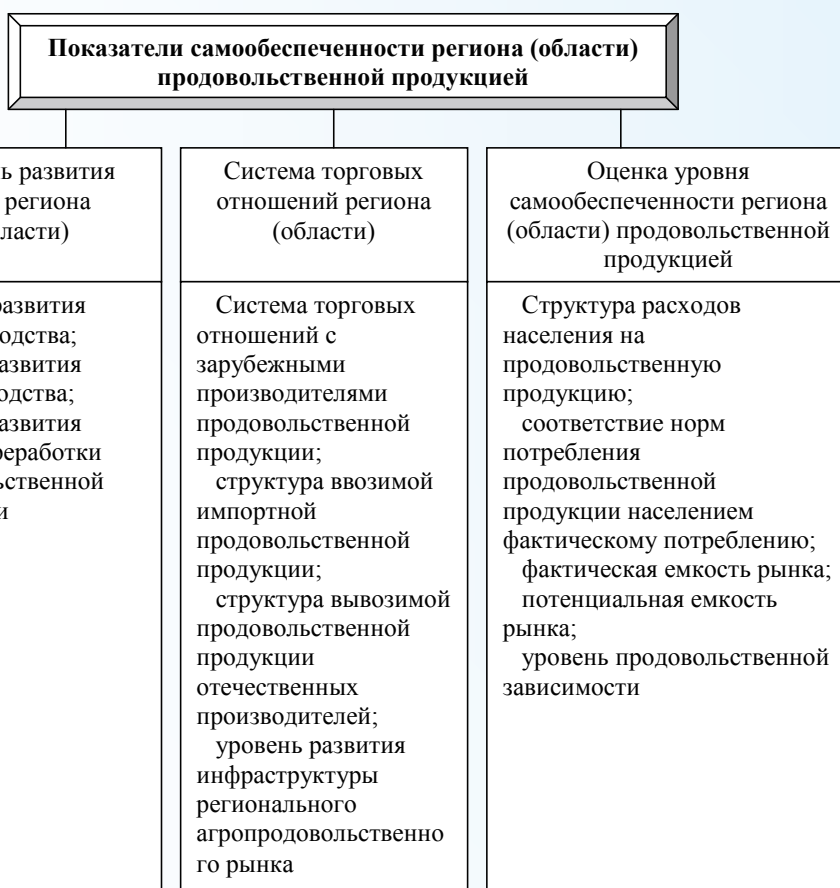 Показатели самообеспеченности региона (области)
продовольственной продукцией
развития
региона
Система торговых
отношений региона
(области)
Оценка уровня
самообеспеченности региона
(области) продовольственной
продукцией
развития
развития
развития
Система торговых
отношений с
зарубежными
производителями
продовольственной
продукции;
структура ввозимой
импортной
продовольственной
продукции;
структура вывозимой
продовольственной
продукции
отечественных
производителей;
уровень развития
инфраструктуры
регионального
агропродовольственно
го рынка
Структура расходов
населения на
продовольственную
продукцию;
соответствие норм
потребления
продовольственной
продукции населением
фактическому потреблению;
фактическая емкость рынка;
потенциальная емкость
рынка;
уровень продовольственной
зависимости